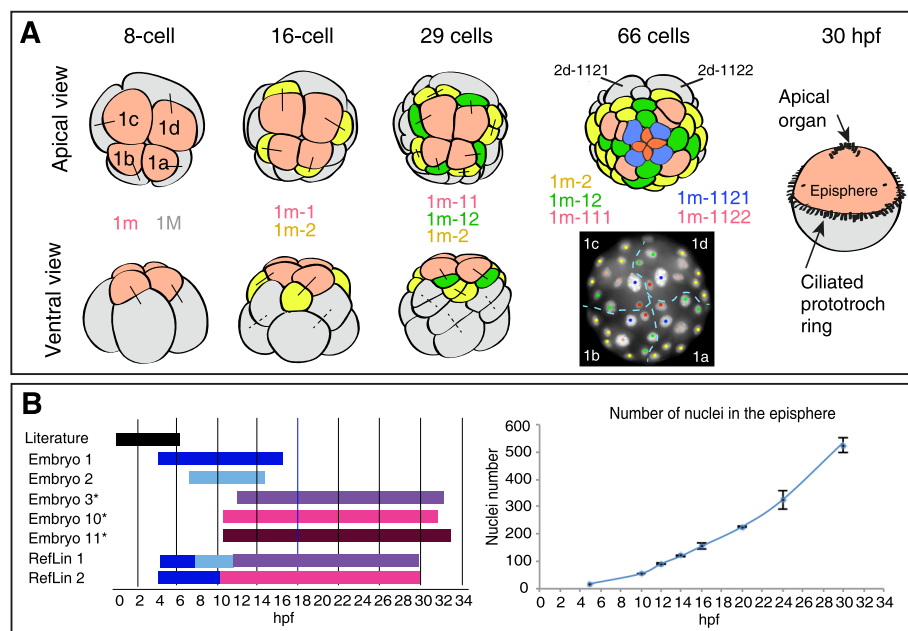 A
8-cell
16-cell
29 cells
66 cells
30 hpf
Apical view
1c
1d
1b
1a
2d-1121
2d-1122
Apical
organ
Episphere
1m
1M
1m-1
1m-2
1m-11
1m-12
1m-2
1m-2
1m-12
1m-111
1m-1121
1m-1122
Ventral view
1c
1d
1b
1a
Ciliated
prototroch
ring
B
Literature
Embryo 1
Embryo 2
Embryo 3*
Embryo 10*
Embryo 11*
RefLin 1
RefLin 2
0 2 4 6 8 10 12 14 16 18 20 22 24 26 28 30 32 34
hpf
Number of nuclei in the episphere
Nuclei number
600
500
400
300
200
100
0
0 2 4 6 8 10 12 14 16 18 20 22 24 26 28 30 32 34
hpf